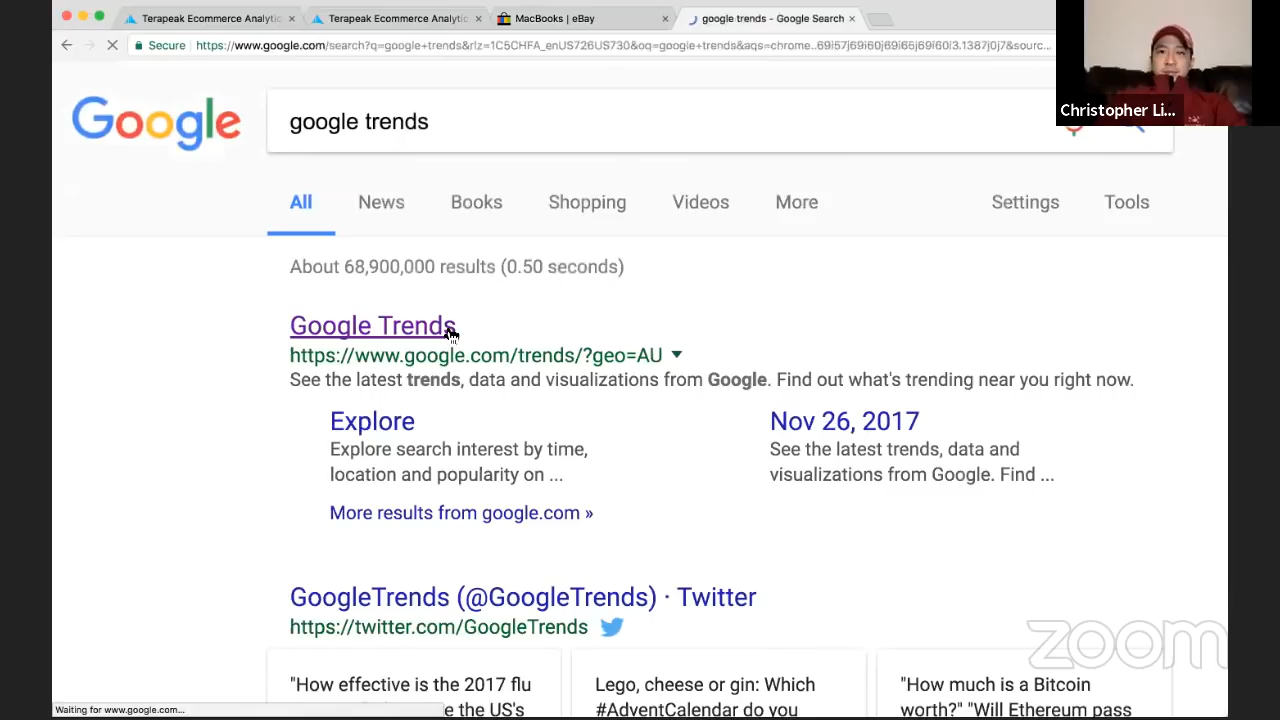 Terapeak Ecommerce Analytic
Terapeak Ecommerce Analytic
MacBooks | eBay
google trends - Google Search
Secure
https://www.google.com/search?q=google+trends&rlz=1C5CHFA_enUS726US730&oq=google+trends&aqs=chrome..69i57j69i60j69i65j69i60l3.1387j0j7&sourc...
Christopher Li...
Google
google trends
All
News
Books
Shopping
Videos
More
Settings
Tools
About 68,900,000 results (0.50 seconds)
Google Trends
https://www.google.com/trends/?geo=AU
See the latest trends, data and visualizations from Google. Find out what's trending near you right now.
Explore
Explore search interest by time,
location and popularity on ...
Nov 26, 2017
See the latest trends, data and
visualizations from Google. Find ...
More results from google.com »
GoogleTrends (@GoogleTrends) · Twitter
https://twitter.com/GoogleTrends
zoom
"How effective is the 2017 flu
e the US's
Lego, cheese or gin: Which
#AdventCalendar do you
"How much is a Bitcoin
worth?" "Will Ethereum pass
Waiting for www.google.com...